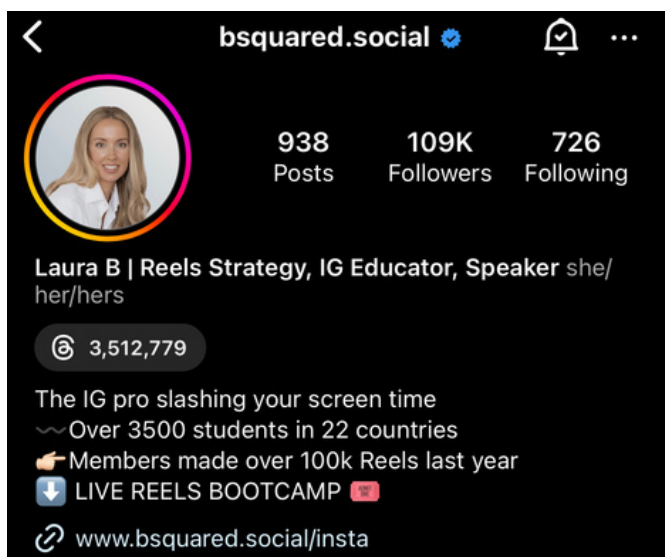 bsquared.social
938 109K 726
Posts Followers Following
Laura B | Reels Strategy, IG Educator, Speaker she/
her/hers
3,512,779
The IG pro slashing your screen time
〰️Over 3500 students in 22 countries
👉🏻Members made over 100k Reels last year
⬇️ LIVE REELS BOOTCAMP 🎟️
www.bsquared.social/insta